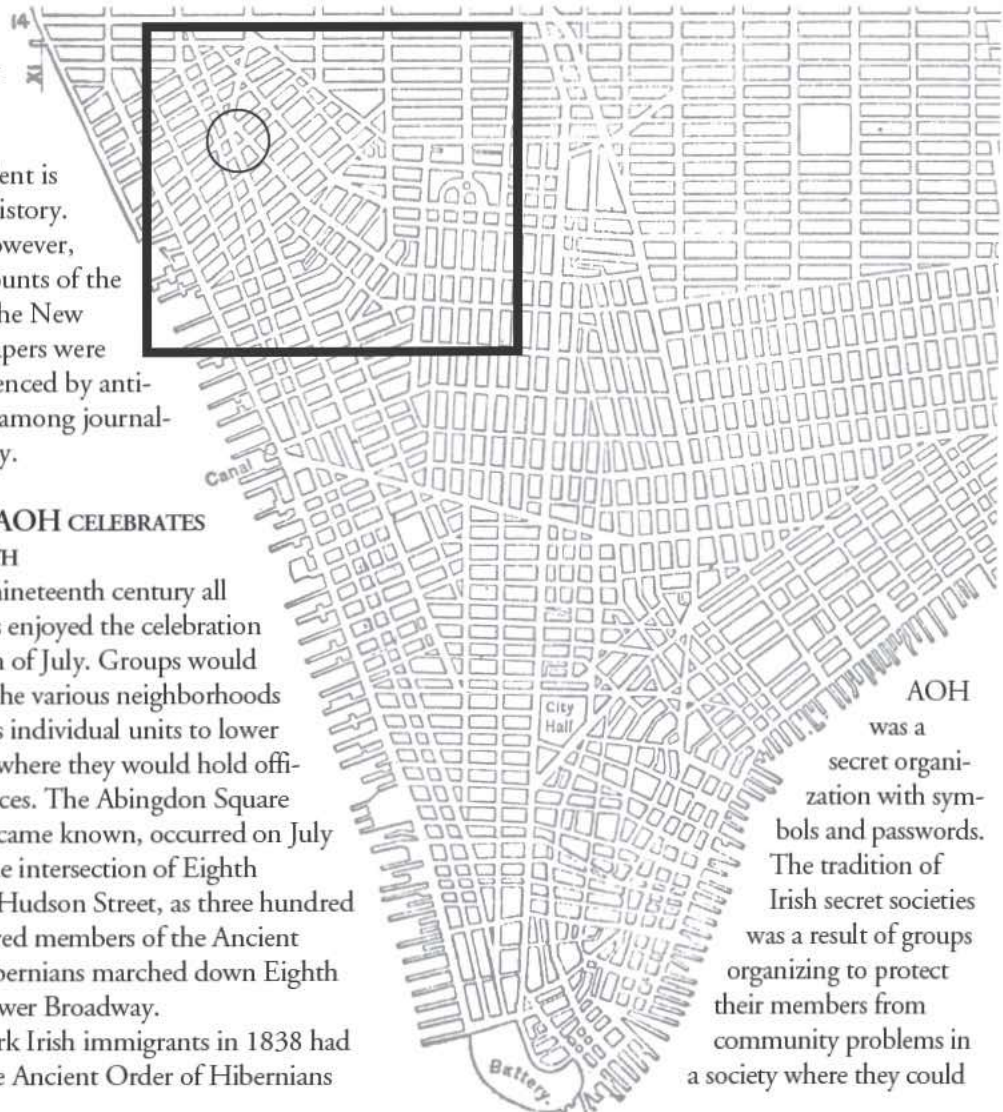 14
XI
ent is
istory.
owever,
ounts of the
he New
apers were
enced by anti-
among journal-
y.
Canal
AOH CELEBRATES
TH
nineteenth century all
s enjoyed the celebration
h of July. Groups would
he various neighborhoods
s individual units to lower
where they would hold offi-
ces. The Abingdon Square
came known, occurred on July
e intersection of Eighth
Hudson Street, as three hundred
red members of the Ancient
bernians marched down Eighth
wer Broadway.
rk Irish immigrants in 1838 had
e Ancient Order of Hibernians
City
Hall
Battery.
AOH
was a
secret organi-
zation with sym-
bols and passwords.
The tradition of
Irish secret societies
was a result of groups
organizing to protect
their members from
community problems in
a society where they could